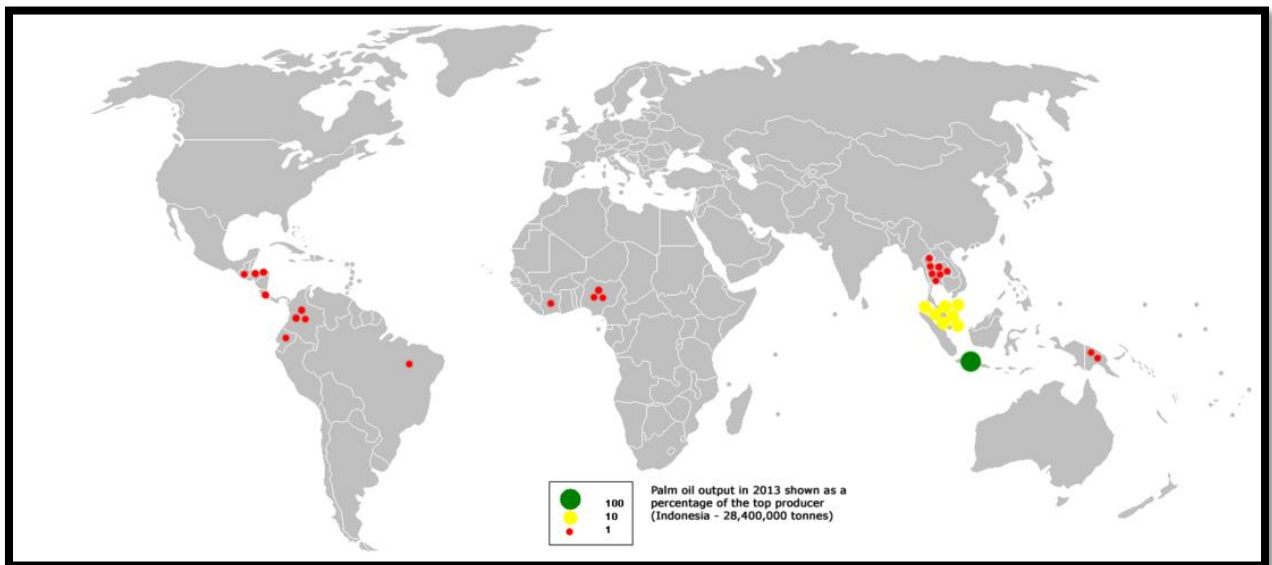 100
10
1
Palm oil output in 2013 shown as a
percentage of the top producer
(Indonesia - 28,400,000 tonnes)